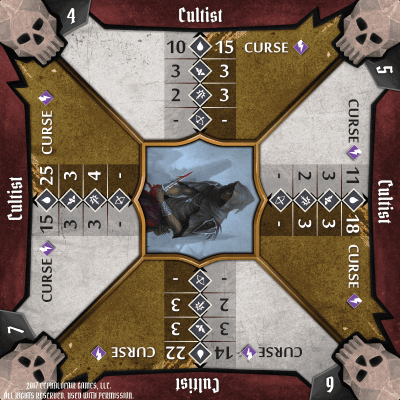 4
Cultist
10 15 CURSE
3 3
2 3
- -
5
Cultist
CURSE 11 18 CURSE
3 3
2 3
- -
6
Cultist
CURSE 14 22 CURSE
3 3
2 3
- -
7
Cultist
CURSE 15 25 CURSE
3 3
3 4
- -
2017 CEPHALOFAIR GAMES, LLC.
ALL RIGHTS RESERVED. USED WITH PERMISSION.